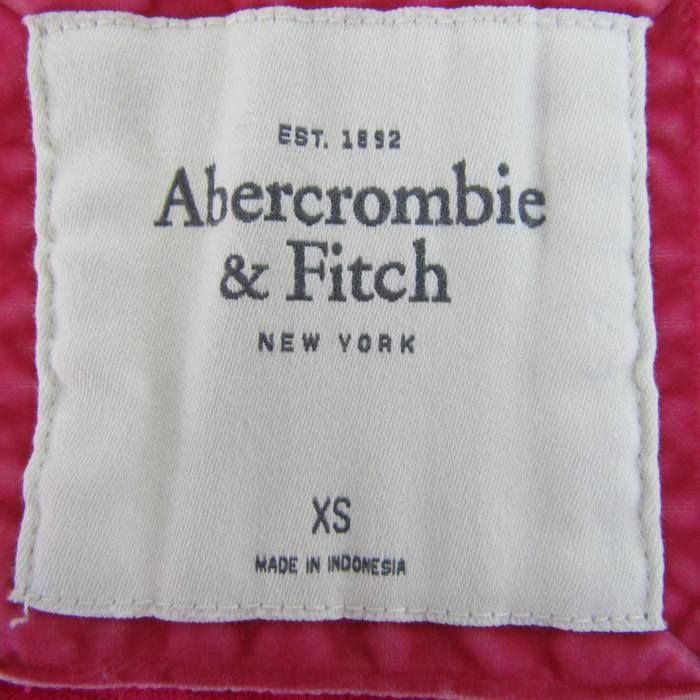 EST. 1892
Abercrombie
& Fitch
NEW YORK
XS
MADE IN INDONESIA